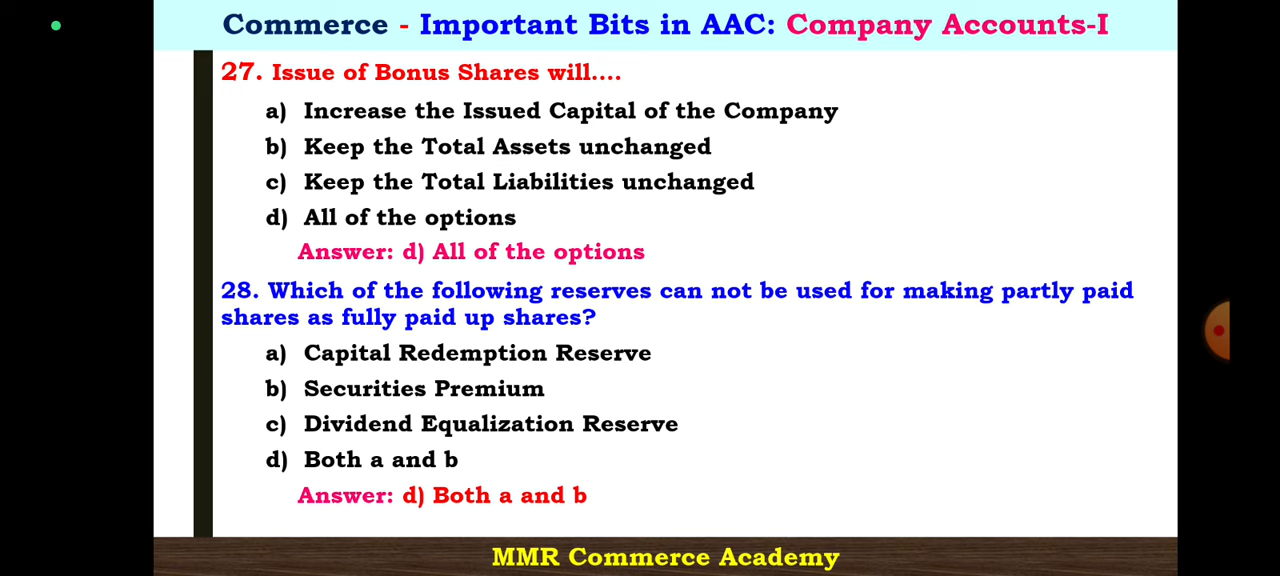 Commerce - Important Bits in AAC: Company Accounts-I
27. Issue of Bonus Shares will....
a) Increase the Issued Capital of the Company
b) Keep the Total Assets unchanged
c) Keep the Total Liabilities unchanged
d) All of the options
Answer: d) All of the options
28. Which of the following reserves can not be used for making partly paid
shares as fully paid up shares?
a) Capital Redemption Reserve
b) Securities Premium
c) Dividend Equalization Reserve
d) Both a and b
Answer: d) Both a and b
MMR Commerce Academy